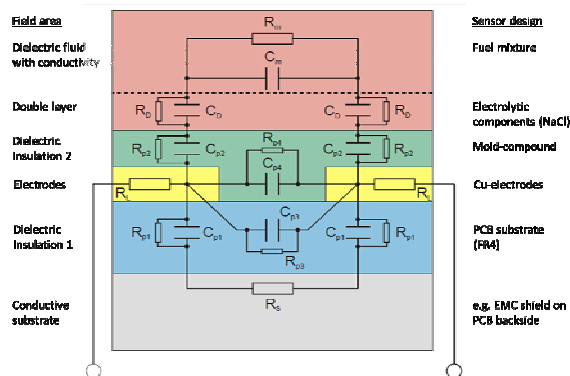 Field area
Sensor design
R_m
Dielectric fluid
with conductivity
Fuel mixture
C_m
Double layer
R_D
C_D
C_D
R_D
Electrolytic
components (NaCl)
Dielectric
Insulation 2
R_p2
C_p2
R_p4
C_p2
R_p2
Mold-compound
C_p4
Electrodes
R_L
R_L
Cu-electrodes
Dielectric
Insulation 1
R_p1
C_p1
C_p3
C_p1
R_p1
PCB substrate
(FR4)
R_p3
R_s
Conductive
substrate
e.g. EMC shield on
PCB backside